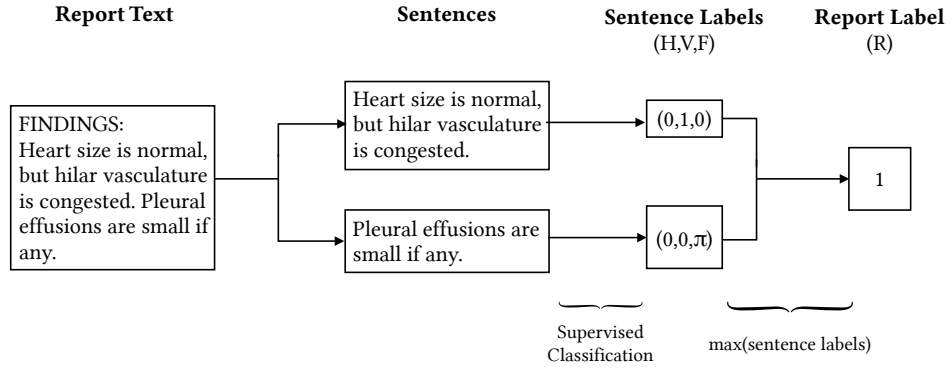 Report Text
Sentences
Sentence Labels
(H,V,F)
Report Label
(R)
FINDINGS:
Heart size is normal,
but hilar vasculature
is congested. Pleural
effusions are small if
any.
Heart size is normal,
but hilar vasculature
is congested.
Pleural effusions are
small if any.
(0,1,0)
(0,0,π)
1
Supervised
Classification
max(sentence labels)